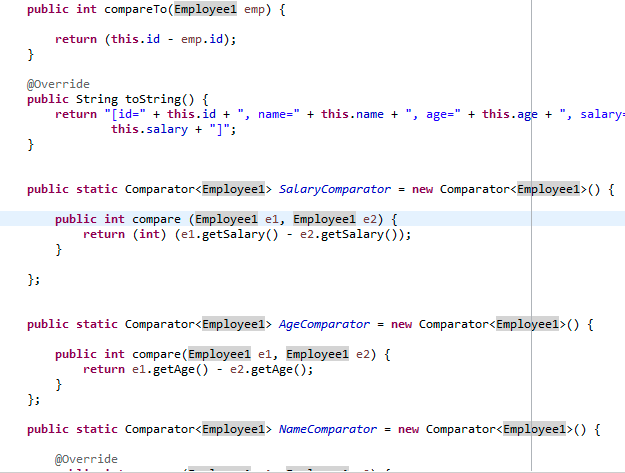 public int compareTo(Employee1 emp) {
return (this.id - emp.id);
}
@Override
public String toString() {
return "[id=" + this.id + ", name=" + this.name + ", age=" + this.age + ", salary=
this.salary + "]";
}
public static Comparator<Employee1> SalaryComparator = new Comparator<Employee1>() {
public int compare (Employee1 e1, Employee1 e2) {
return (int) (e1.getSalary() - e2.getSalary());
}
};
public static Comparator<Employee1> AgeComparator = new Comparator<Employee1>() {
public int compare(Employee1 e1, Employee1 e2) {
return e1.getAge() - e2.getAge();
}
};
public static Comparator<Employee1> NameComparator = new Comparator<Employee1>() {
@Override